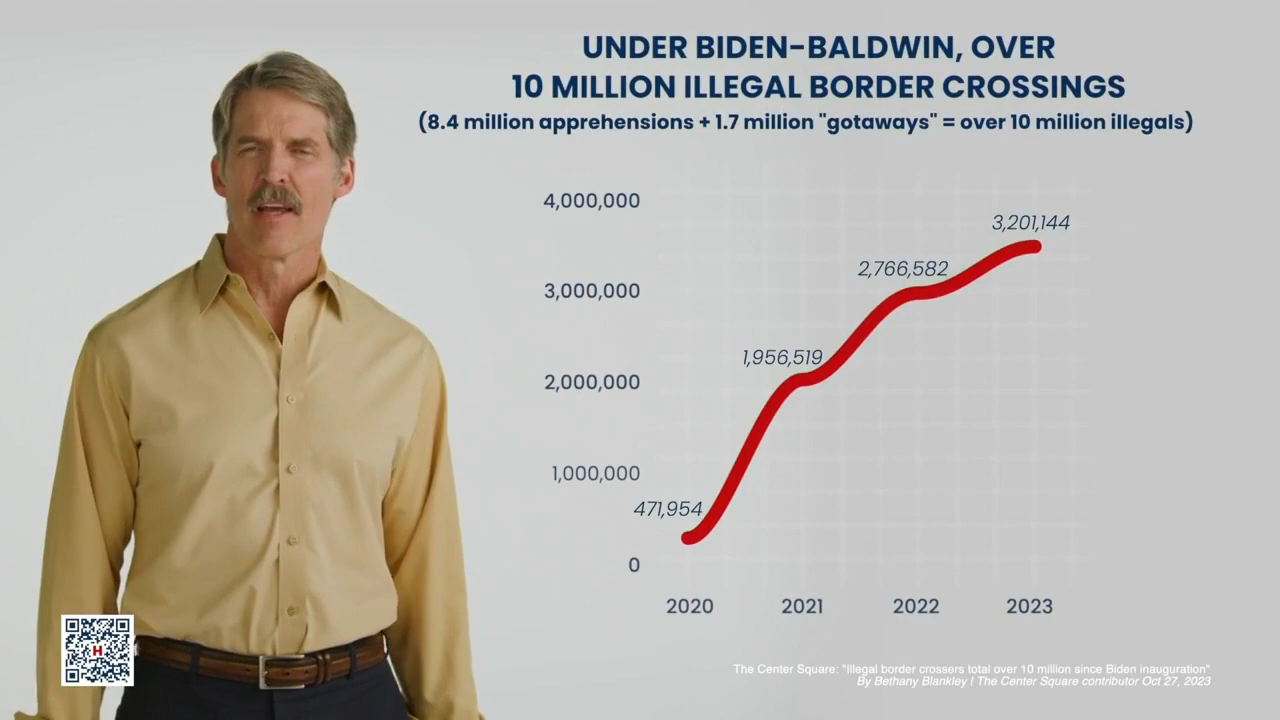 UNDER BIDEN-BALDWIN, OVER
10 MILLION ILLEGAL BORDER CROSSINGS
(8.4 million apprehensions + 1.7 million "gotaways" = over 10 million illegals)
4,000,000
3,201,144
3,000,000
2,766,582
2,000,000
1,956,519
1,000,000
471,954
0
2020 2021 2022 2023
H
The Center Square: "Illegal border crossers total over 10 million since Biden inauguration"
By Bethany Blankley | The Center Square contributor Oct 27, 2023